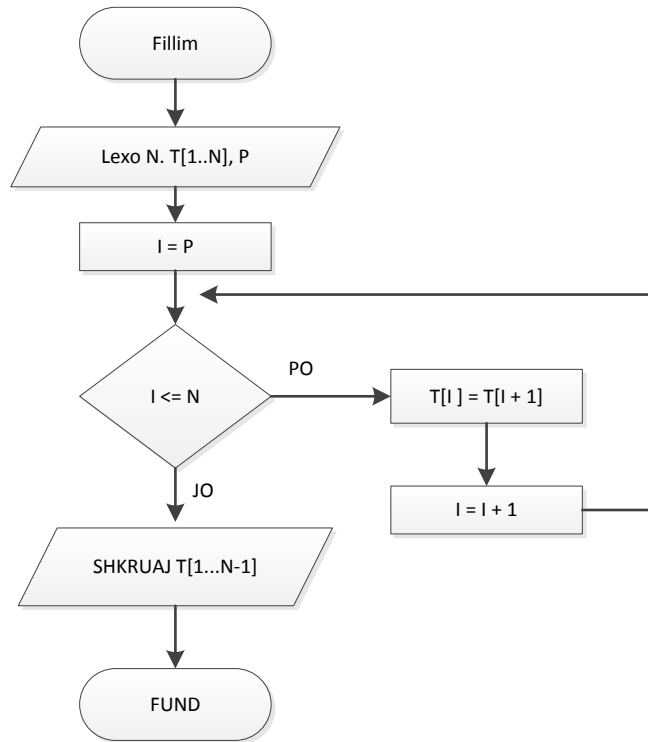 Fillim
Lexo N. T[1..N], P
I = P
I <= N
PO
T[I ] = T[I + 1]
I = I + 1
JO
SHKRUAJ T[1...N-1]
FUND